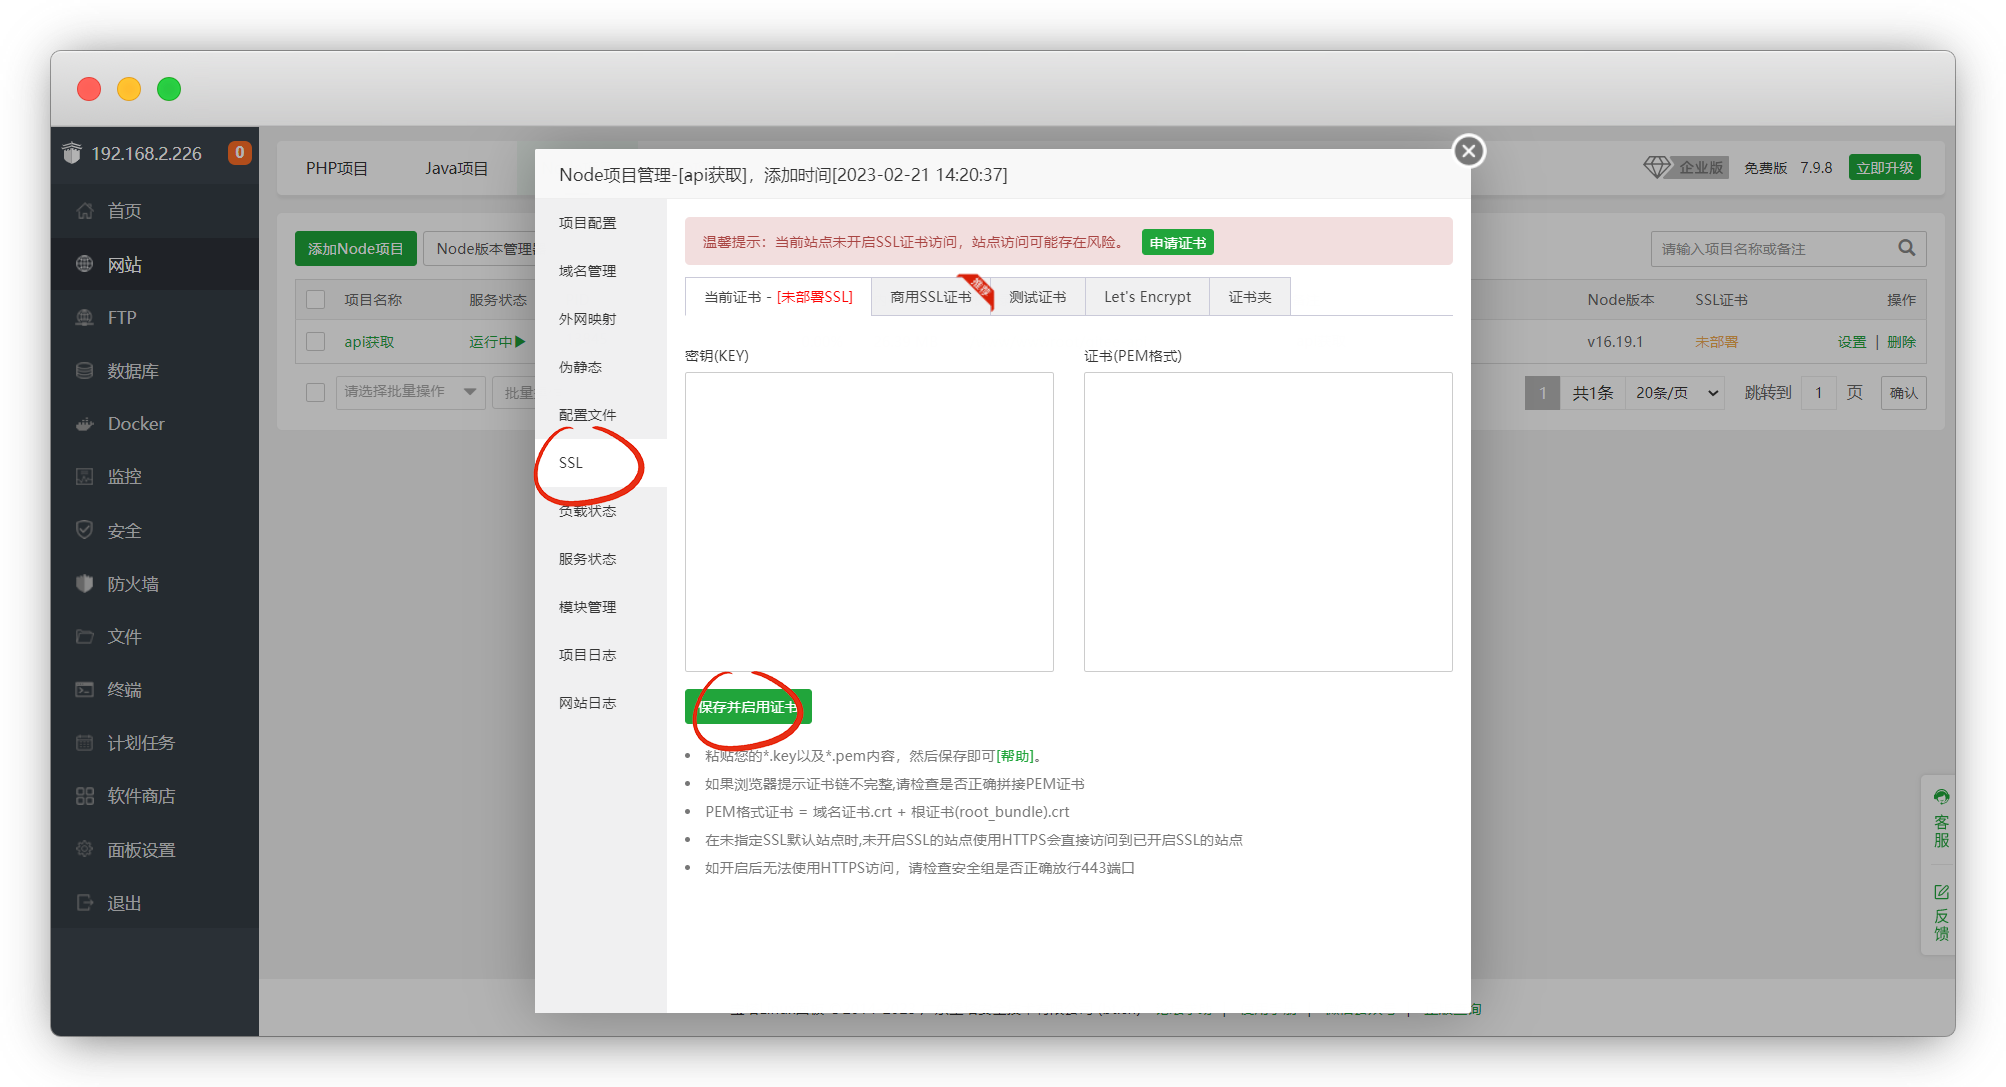 192.168.2.226
0
首页
网站
FTP
数据库
Docker
监控
安全
防火墙
文件
终端
计划任务
软件商店
面板设置
退出
PHP项目
Java项目
企业版
免费版 7.9.8
立即升级
添加Node项目
Node版本管理
请输入项目名称或备注
项目名称
服务状态
Node版本
SSL证书
操作
api获取
运行中
v16.19.1
未部署
设置 | 删除
请选择批量操作
批量
1
共1条
20条/页
跳转到
1
页
确认
Node项目管理-[api获取]，添加时间[2023-02-21 14:20:37]
项目配置
域名管理
外网映射
伪静态
配置文件
SSL
负载状态
服务状态
模块管理
项目日志
网站日志
温馨提示：当前站点未开启SSL证书访问，站点访问可能存在风险。
申请证书
当前证书 - [未部署SSL]
商用SSL证书
推荐
测试证书
Let's Encrypt
证书夹
密钥(KEY)
证书(PEM格式)
保存并启用证书
粘贴您的*.key以及*.pem内容，然后保存即可[帮助]。
如果浏览器提示证书链不完整,请检查是否正确拼接PEM证书
PEM格式证书 = 域名证书.crt + 根证书(root_bundle).crt
在未指定SSL默认站点时,未开启SSL的站点使用HTTPS会直接访问到已开启SSL的站点
如开启后无法使用HTTPS访问，请检查安全组是否正确放行443端口
客服
反馈